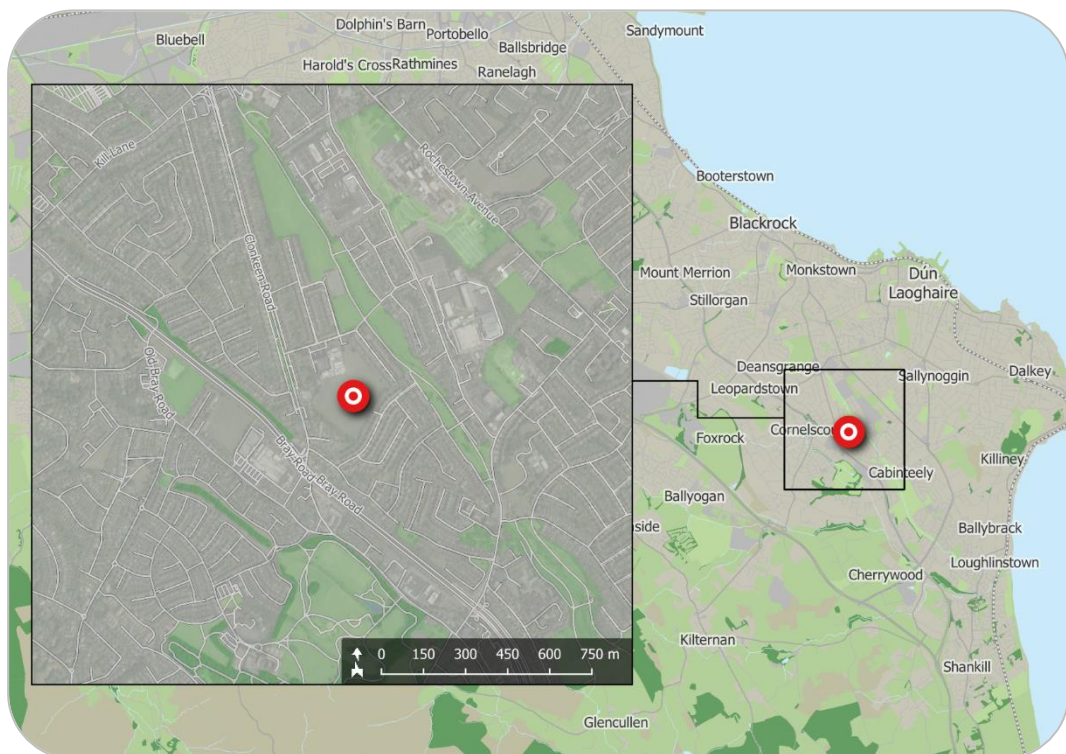 Dolphin's Barn
Portobello
Sandymount
Bluebell
Ballsbridge
Harold's Cross
Rathmines
Ranelagh
Kill Lane
Rochestown Avenue
Clonkeen Road
Old Bray Road
Bray Road
Bray Road
0 150 300 450 600 750 m
Booterstown
Blackrock
Mount Merrion
Monkstown
Dún
Laoghaire
Stillorgan
Deansgrange
Leopardstown
Sallynoggin
Dalkey
Cornelscou
Foxrock
Cabinteely
Killiney
Ballyogan
side
Ballybrack
Loughlinstown
Cherrywood
Kilternan
Shankill
Glencullen